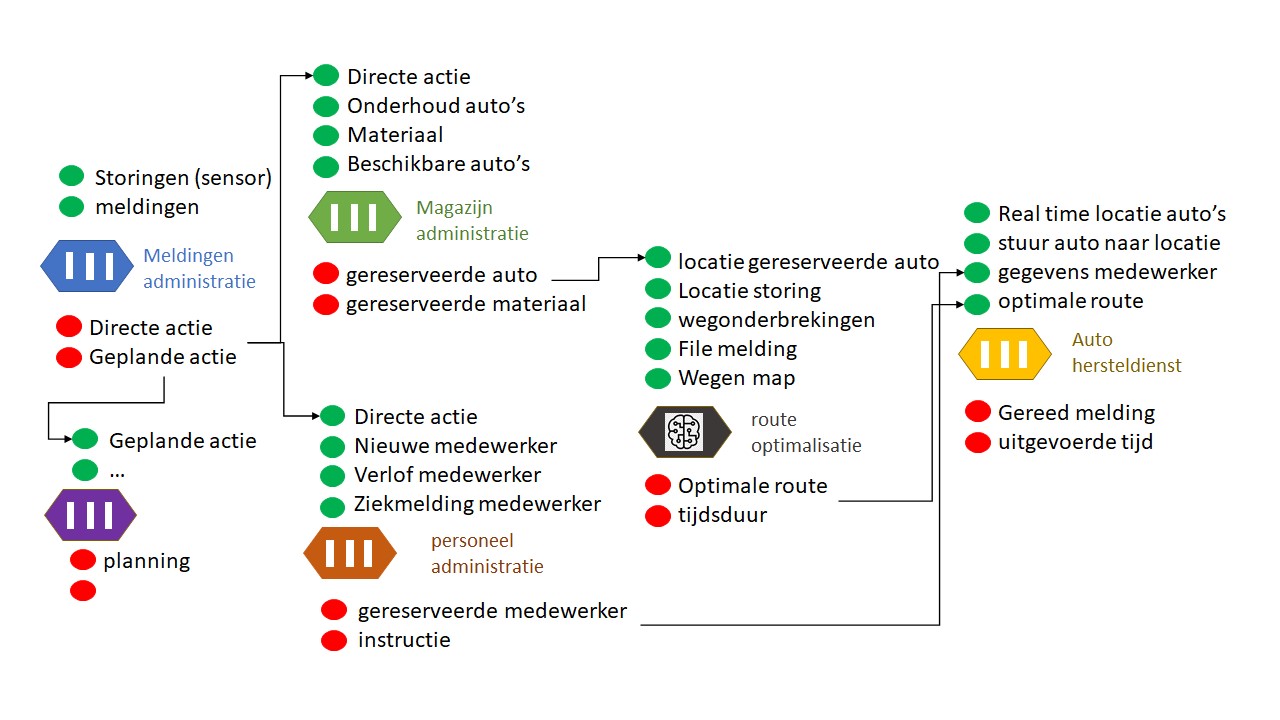 Storingen (sensor)
meldingen
Meldingen
administratie
Directe actie
Geplande actie
Geplande actie
...
planning
Directe actie
Onderhoud auto's
Materiaal
Beschikbare auto's
Magazijn
administratie
gereserveerde auto
gereserveerde materiaal
Directe actie
Nieuwe medewerker
Verlof medewerker
Ziekmelding medewerker
personeel
administratie
gereserveerde medewerker
instructie
locatie gereserveerde auto
Locatie storing
wegonderbrekingen
File melding
Wegen map
route
optimalisatie
Optimale route
tijdsduur
Real time locatie auto's
stuur auto naar locatie
gegevens medewerker
optimale route
Auto
hersteldienst
Gereed melding
uitgevoerde tijd